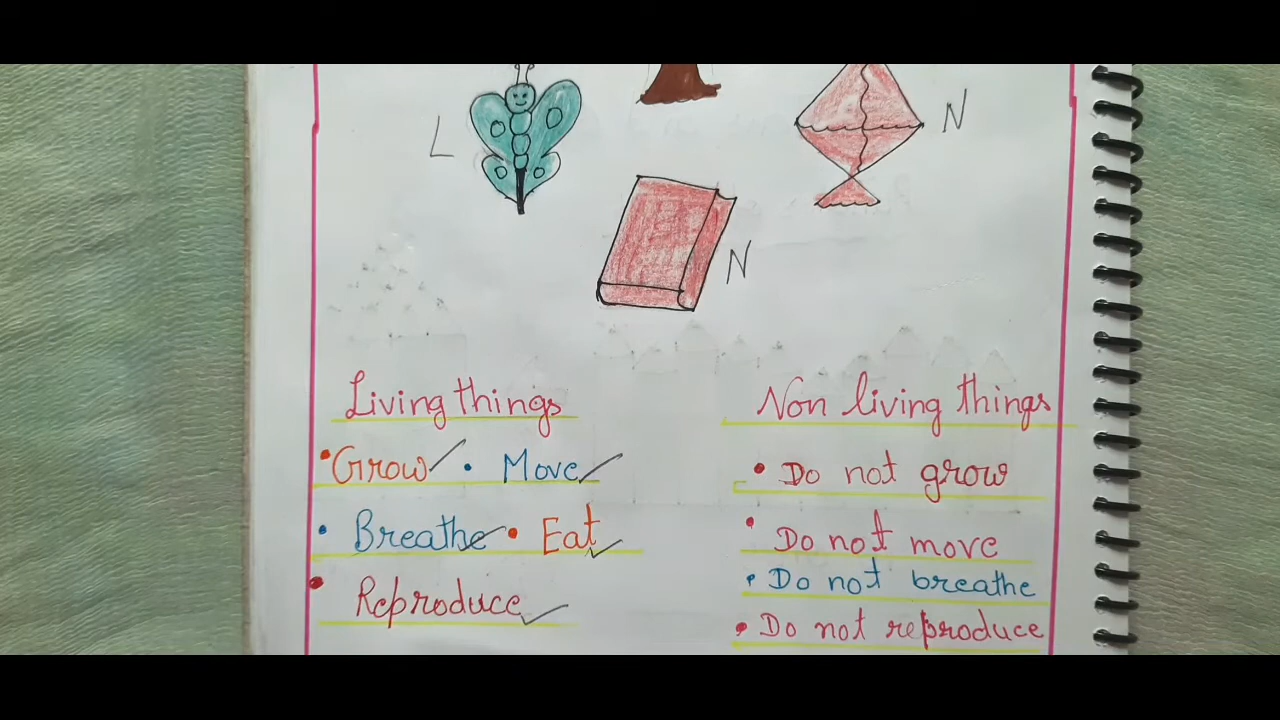 L
N
N
Living things
• Grow • Move
• Breathe • Eat
• Reproduce
Non living things
• Do not grow
• Do not move
• Do not breathe
• Do not reproduce